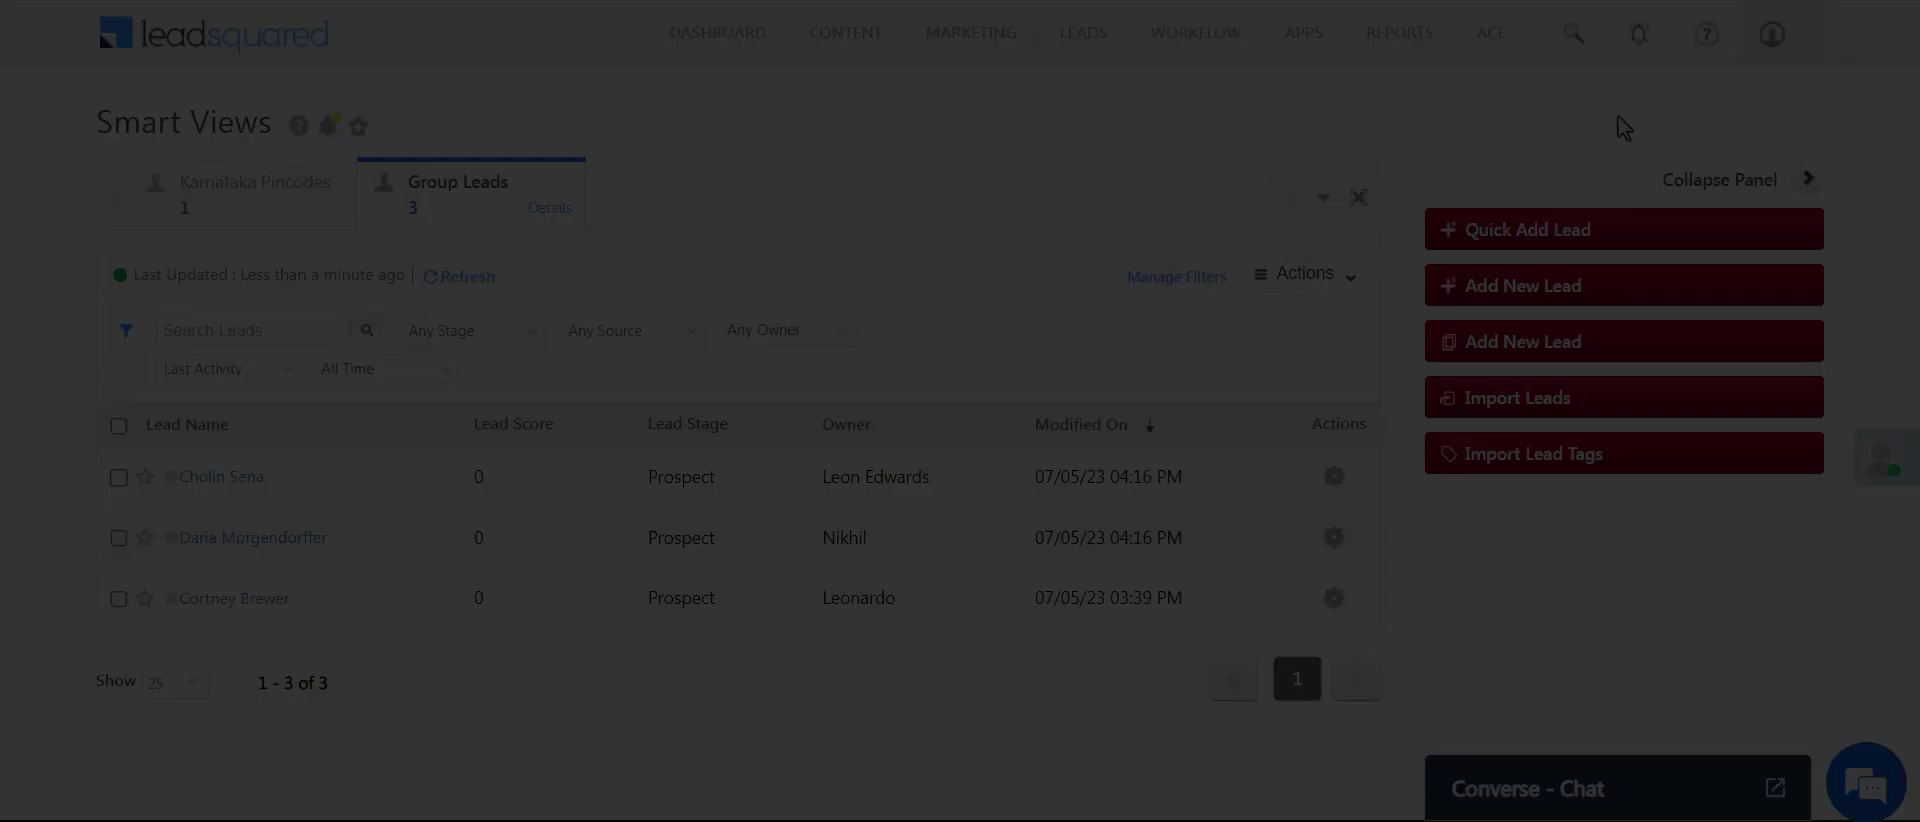 leadsquared
DASHBOARD CONTENT MARKETING LEADS WORKFLOW APPS REPORTS ACE
Smart Views
Karnataka Pincodes
1
Group Leads
3 Details
Collapse Panel
Quick Add Lead
Add New Lead
Add New Lead
Import Leads
Import Lead Tags
Last Updated : Less than a minute ago | Refresh Manage Filters Actions
Search Leads Any Stage Any Source Any Owner
Last Activity All Time
Lead Name Lead Score Lead Stage Owner Modified On Actions
Cholin Sena 0 Prospect Leon Edwards 07/05/23 04:16 PM
Daria Morgendorffer 0 Prospect Nikhil 07/05/23 04:16 PM
Cortney Brewer 0 Prospect Leonardo 07/05/23 03:39 PM
Show 25 1 - 3 of 3 1
Converse - Chat